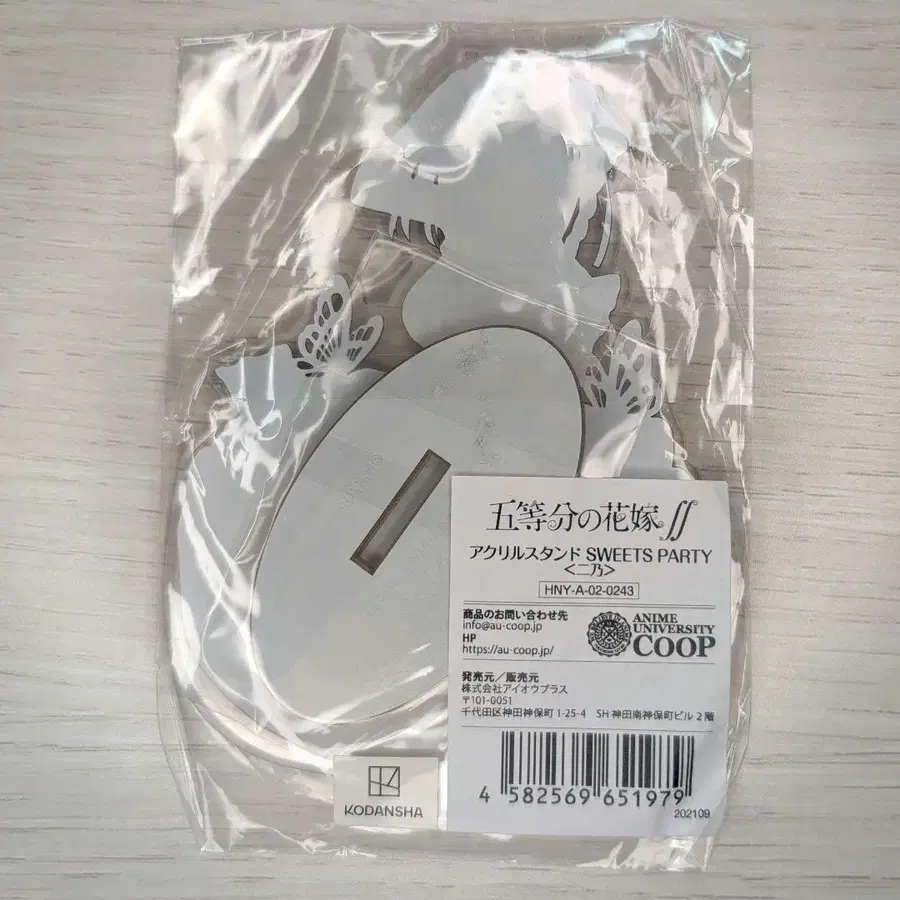 五等分の花嫁∬
アクリルスタンド SWEETS PARTY
<二乃>
HNY-A-02-0243
商品のお問い合わせ先
info@au-coop.jp
HP
https://au-coop.jp/
ANIME
UNIVERSITY
COOP
発売元/販売元
株式会社アイオウプラス
〒101-0051
千代田区神田神保町 1-25-4 SH 神田南神保町ビル 2 階
4 582569 651979
202109
KODANSHA